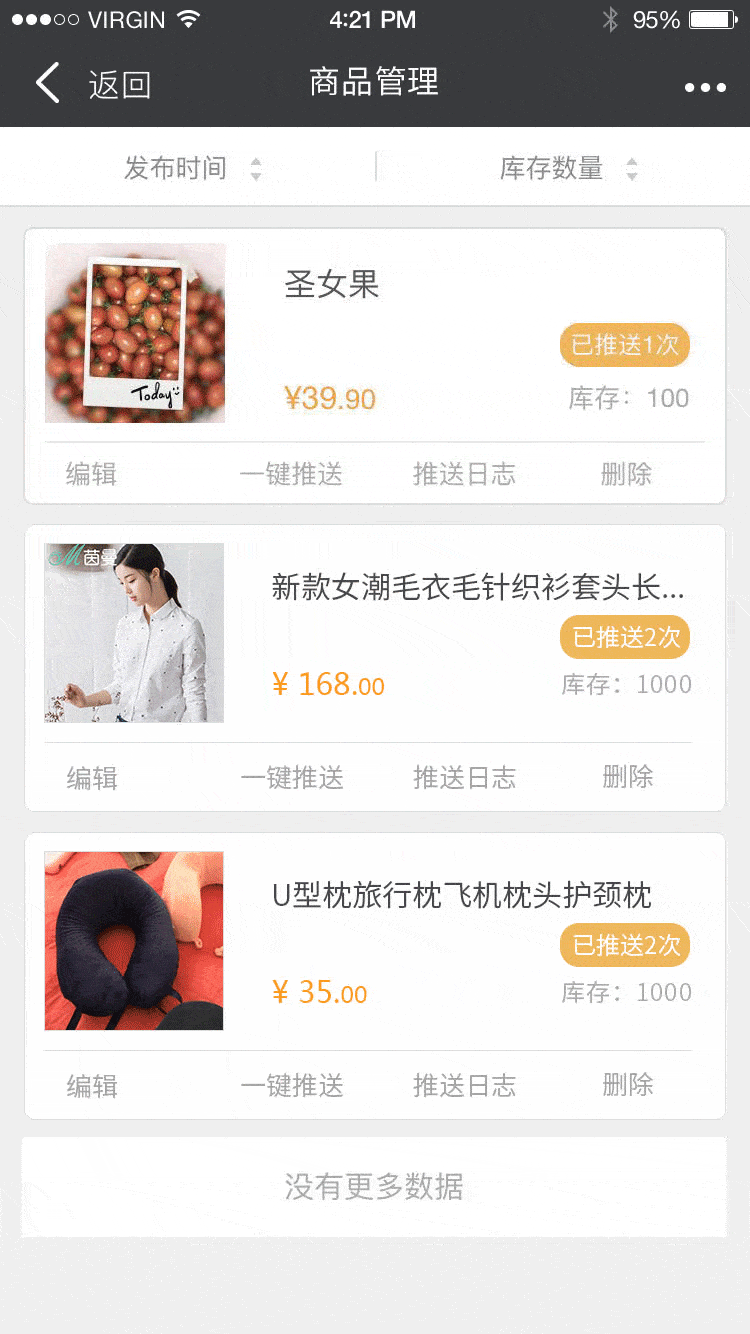 VIRGIN 4:21 PM 95%
返回 商品管理
发布时间 库存数量
圣女果
Today
已推送1次
¥39.90 库存：100
编辑 一键推送 推送日志 删除
M茵曼
新款女潮毛衣毛针织衫套头长...
已推送2次
¥ 168.00 库存：1000
编辑 一键推送 推送日志 删除
U型枕旅行枕飞机枕头护颈枕
已推送2次
¥ 35.00 库存：1000
编辑 一键推送 推送日志 删除
没有更多数据